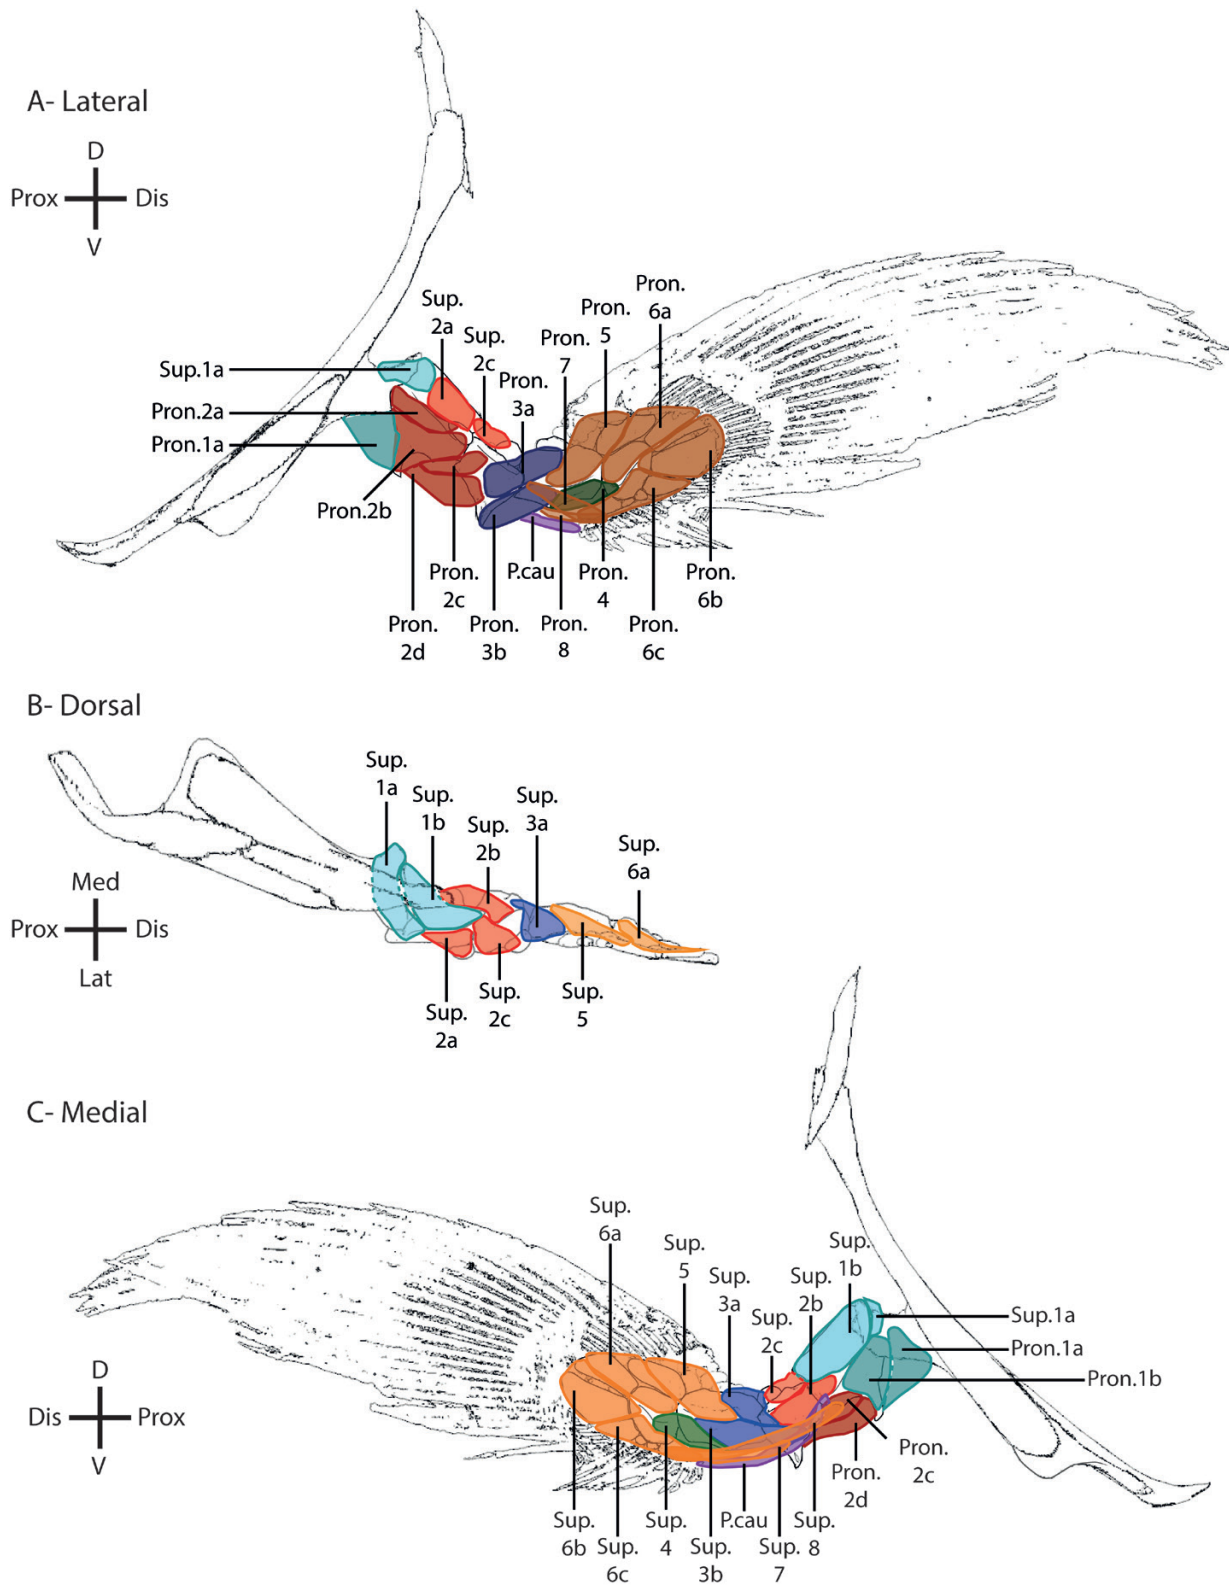 A- Lateral
D
Prox Dis
V
Sup.
2a
Sup.
2c
Pron.
3a
Pron.
7
Pron.
5
Pron.
6a
Sup.1a
Pron.2a
Pron.1a
Pron.2b
Pron.
2c
P.cau
Pron.
4
Pron.
6b
Pron.
2d
Pron.
3b
Pron.
8
Pron.
6c
B- Dorsal
Sup.
1a
Sup.
1b
Sup.
2b
Sup.
3a
Sup.
6a
Med
Prox Dis
Lat
Sup.
2a
Sup.
2c
Sup.
5
C- Medial
Sup.
6a
Sup.
5
Sup.
3a
Sup.
2c
Sup.
2b
Sup.
1b
Sup.1a
Pron.1a
Pron.1b
D
Dis Prox
V
Pron.
2c
Pron.
2d
Sup.
6b
Sup.
6c
Sup.
4
Sup.
3b
P.cau
Sup.
7
Sup.
8